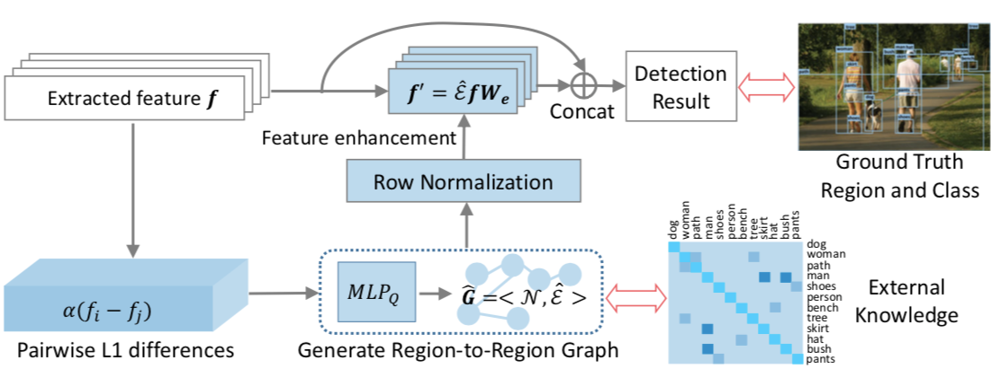 Extracted feature f
f′ = Ê f W_e
Concat
Detection
Result
Feature enhancement
Ground Truth
Region and Class
Row Normalization
α(f_i − f_j)
Pairwise L1 differences
MLP_Q
Ĝ =< 𝒩, Ê >
Generate Region-to-Region Graph
dog
woman
path
man
shoes
person
bench
tree
skirt
hat
bush
pants
dog
woman
path
man
shoes
person
bench
tree
skirt
hat
bush
pants
External
Knowledge